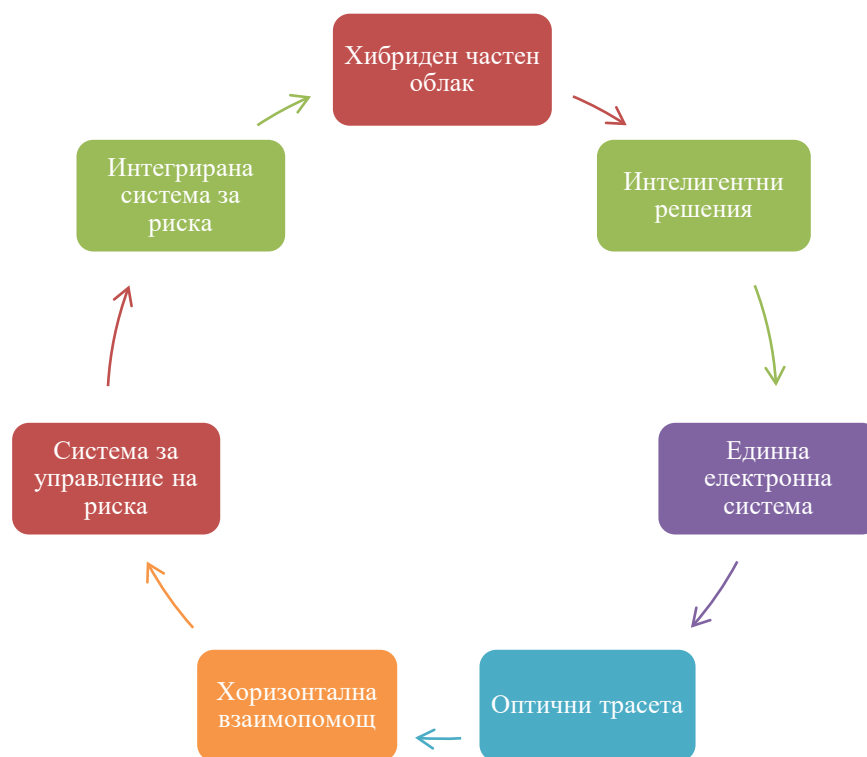 Хибриден частен
облак
Интелигентни
решения
Единна
електронна
система
Оптични трасета
Хоризонтална
взаимопомощ
Система за
управление на
риска
Интегрирана
система за
риска